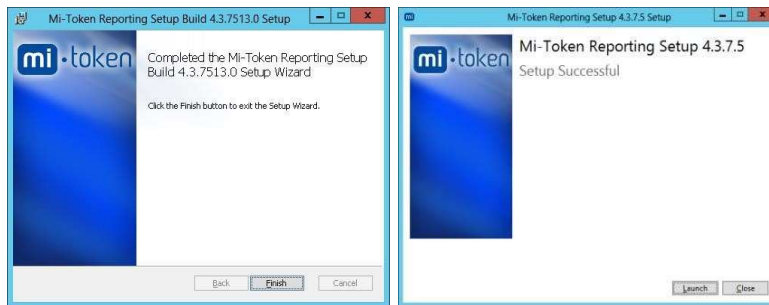 Mi-Token Reporting Setup Build 4.3.7513.0 Setup
mi·token
Completed the Mi-Token Reporting Setup
Build 4.3.7513.0 Setup Wizard
Click the Finish button to exit the Setup Wizard.
Back Finish Cancel
Mi-Token Reporting Setup 4.3.7.5 Setup
mi·token
Mi-Token Reporting Setup 4.3.7.5
Setup Successful
Launch Close